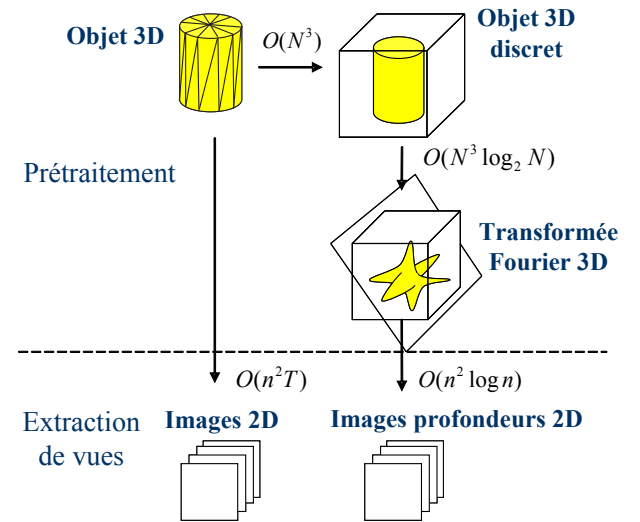 Objet 3D
O(N³)
Objet 3D
discret
O(N³ log₂ N)
Prétraitement
Transformée
Fourier 3D
O(n²T)
O(n² log n)
Extraction
de vues
Images 2D
Images profondeurs 2D